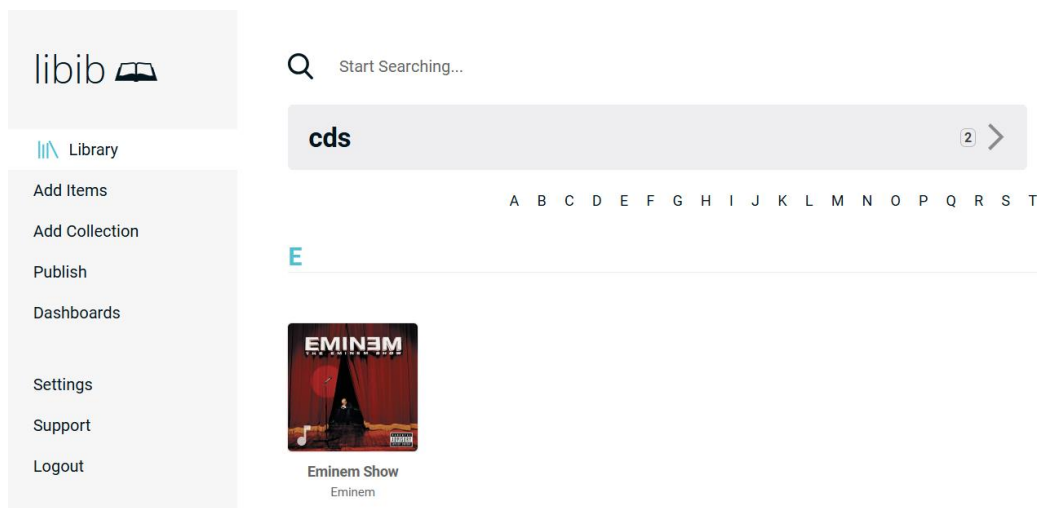 libib
Start Searching...
cds
2
Library
Add Items
Add Collection
Publish
Dashboards
Settings
Support
Logout
A B C D E F G H I J K L M N O P Q R S T
E
EMINƎM
THE EMINEM SHOW
Eminem Show
Eminem